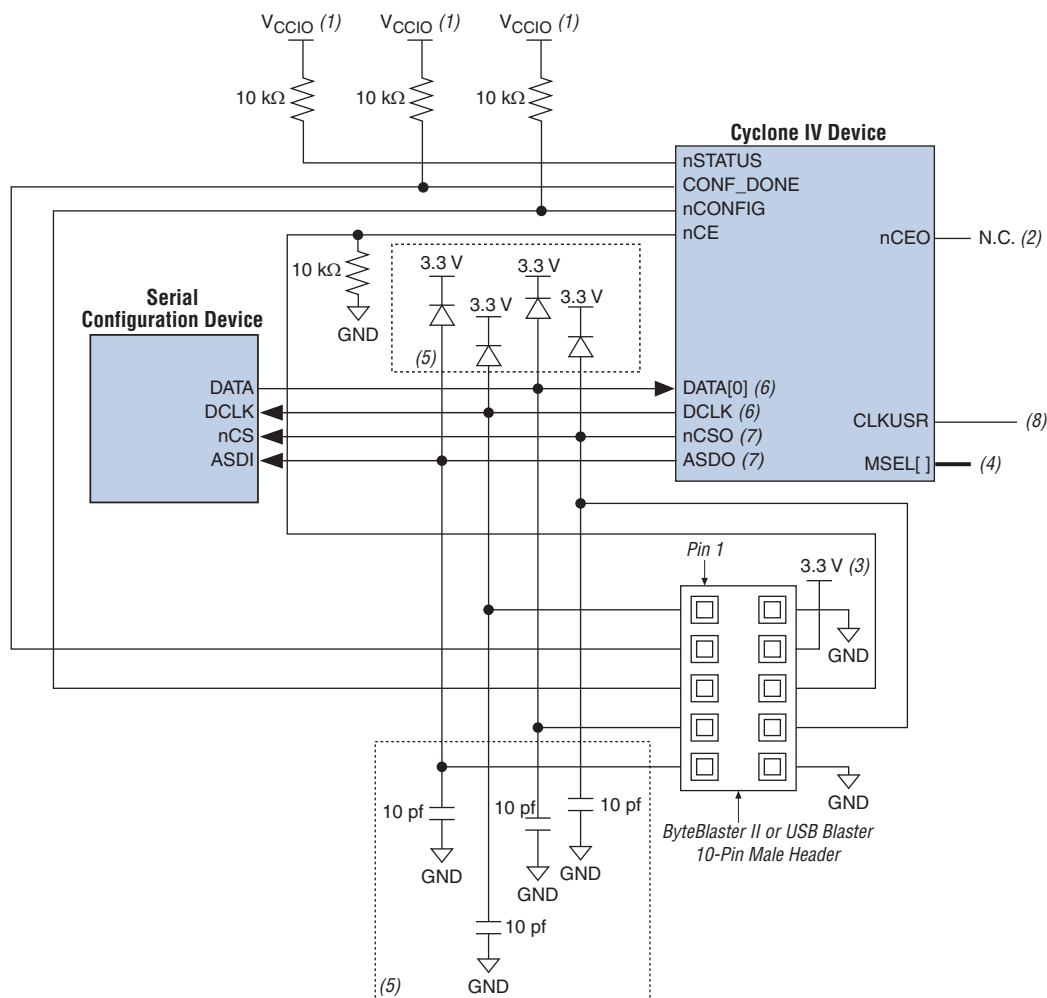 VCCIO (1) VCCIO (1) VCCIO (1)
10 kΩ 10 kΩ 10 kΩ
Cyclone IV Device
nSTATUS
CONF_DONE
nCONFIG
nCE
nCEO N.C. (2)
10 kΩ
GND
3.3 V 3.3 V
3.3 V 3.3 V
(5)
Serial
Configuration Device
DATA
DCLK
nCS
ASDI
DATA[0] (6)
DCLK (6)
nCSO (7)
ASDO (7)
CLKUSR (8)
MSEL[ ] (4)
Pin 1
3.3 V (3)
GND
GND
10 pf 10 pf 10 pf
GND GND GND
10 pf
GND
(5)
ByteBlaster II or USB Blaster
10-Pin Male Header